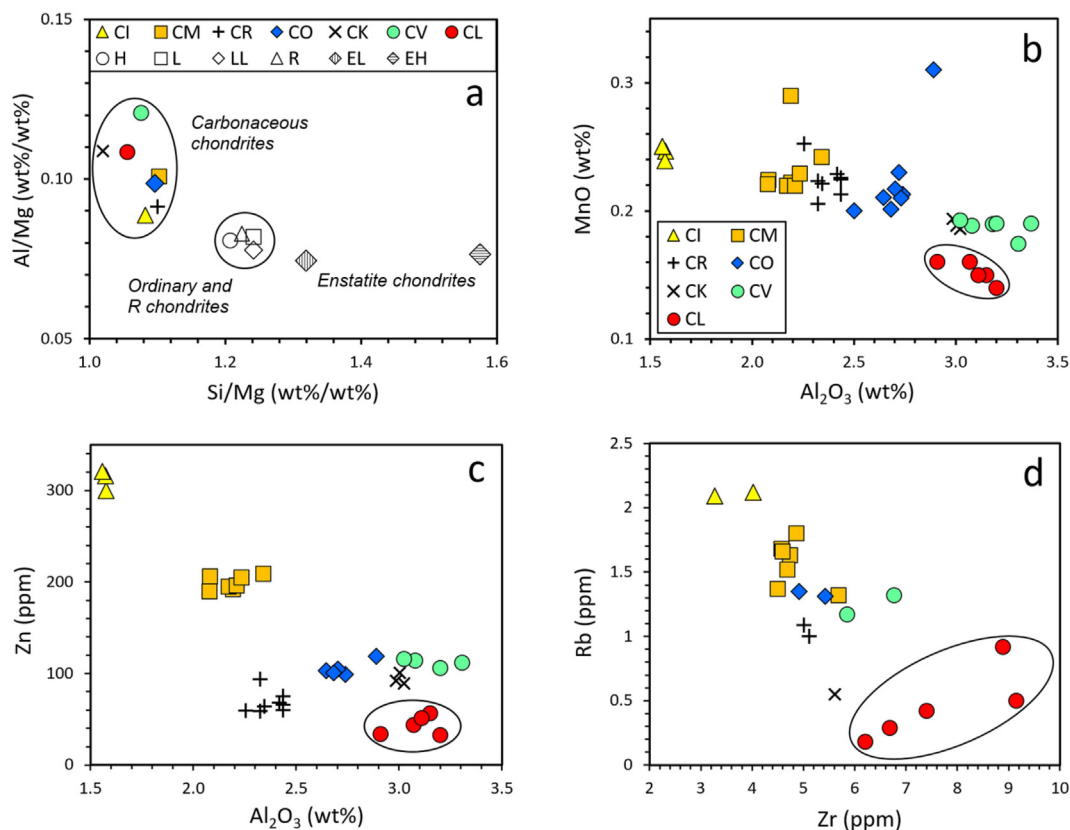 0.15
CI CM CR CO CK CV CL
H L LL R EL EH
a
Carbonaceous
chondrites
0.10
Al/Mg (wt%/wt%)
Ordinary and
R chondrites
Enstatite chondrites
0.05
1.0 1.2 1.4 1.6
Si/Mg (wt%/wt%)
b
0.3
MnO (wt%)
0.2
CI CM
CR CO
CK CV
CL
0.1
1.5 2.0 2.5 3.0 3.5
Al₂O₃ (wt%)
c
300
Zn (ppm)
200
100
0
1.5 2.0 2.5 3.0 3.5
Al₂O₃ (wt%)
2.5
d
2
1.5
Rb (ppm)
1
0.5
0
2 3 4 5 6 7 8 9 10
Zr (ppm)